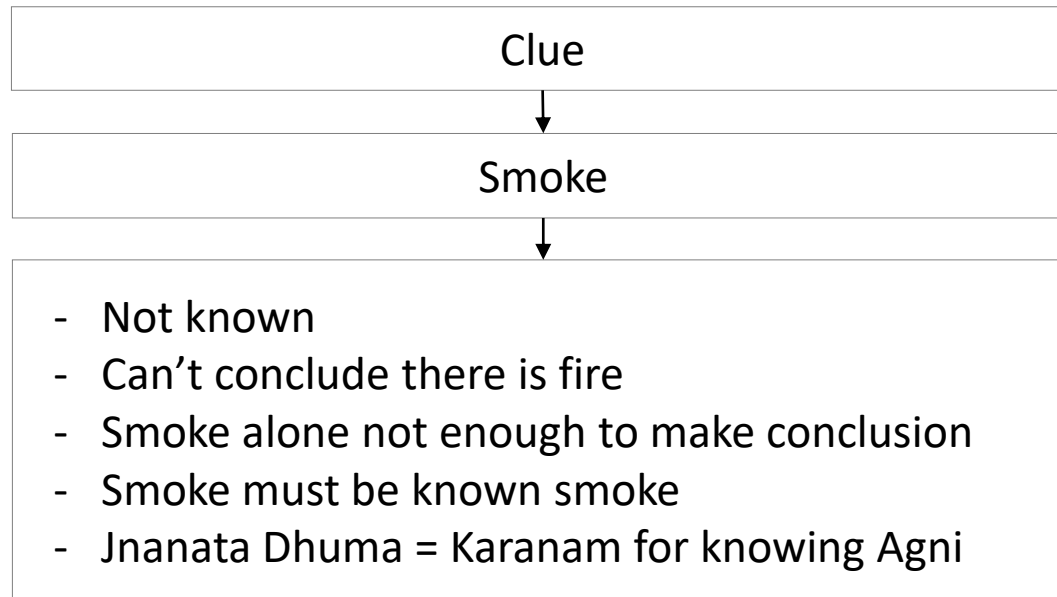 Clue
Smoke
- Not known
- Can’t conclude there is fire
- Smoke alone not enough to make conclusion
- Smoke must be known smoke
- Jnanata Dhuma = Karanam for knowing Agni